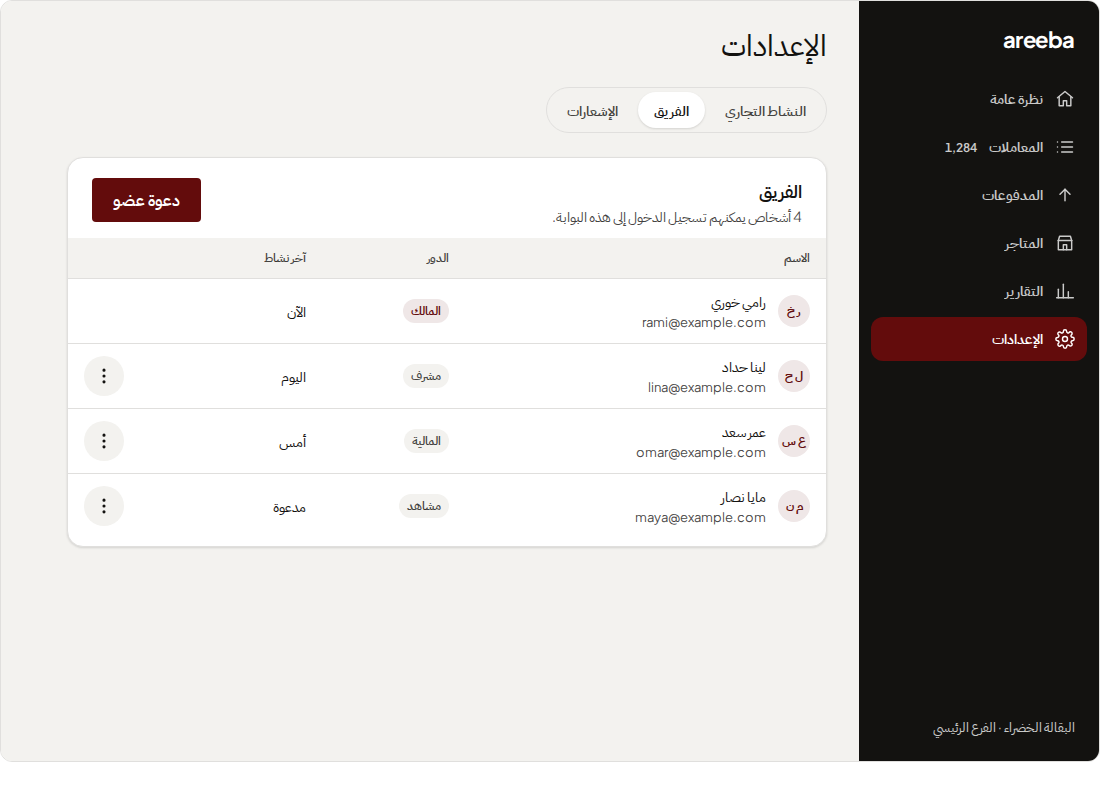 areeba
نظرة عامة
المعاملات 1,284
المدفوعات
المتاجر
التقارير
الإعدادات
البقالة الخضراء · الفرع الرئيسي
الإعدادات
النشاط التجاري الفريق الإشعارات
الفريق
4 أشخاص يمكنهم تسجيل الدخول إلى هذه البوابة.
دعوة عضو
الاسم الدور آخر نشاط
ر خ رامي خوري المالك الآن
rami@example.com
ل ح لينا حداد مشرف اليوم
lina@example.com
ع س عمر سعد المالية أمس
omar@example.com
م ن مايا نصار مشاهد مدعوة
maya@example.com